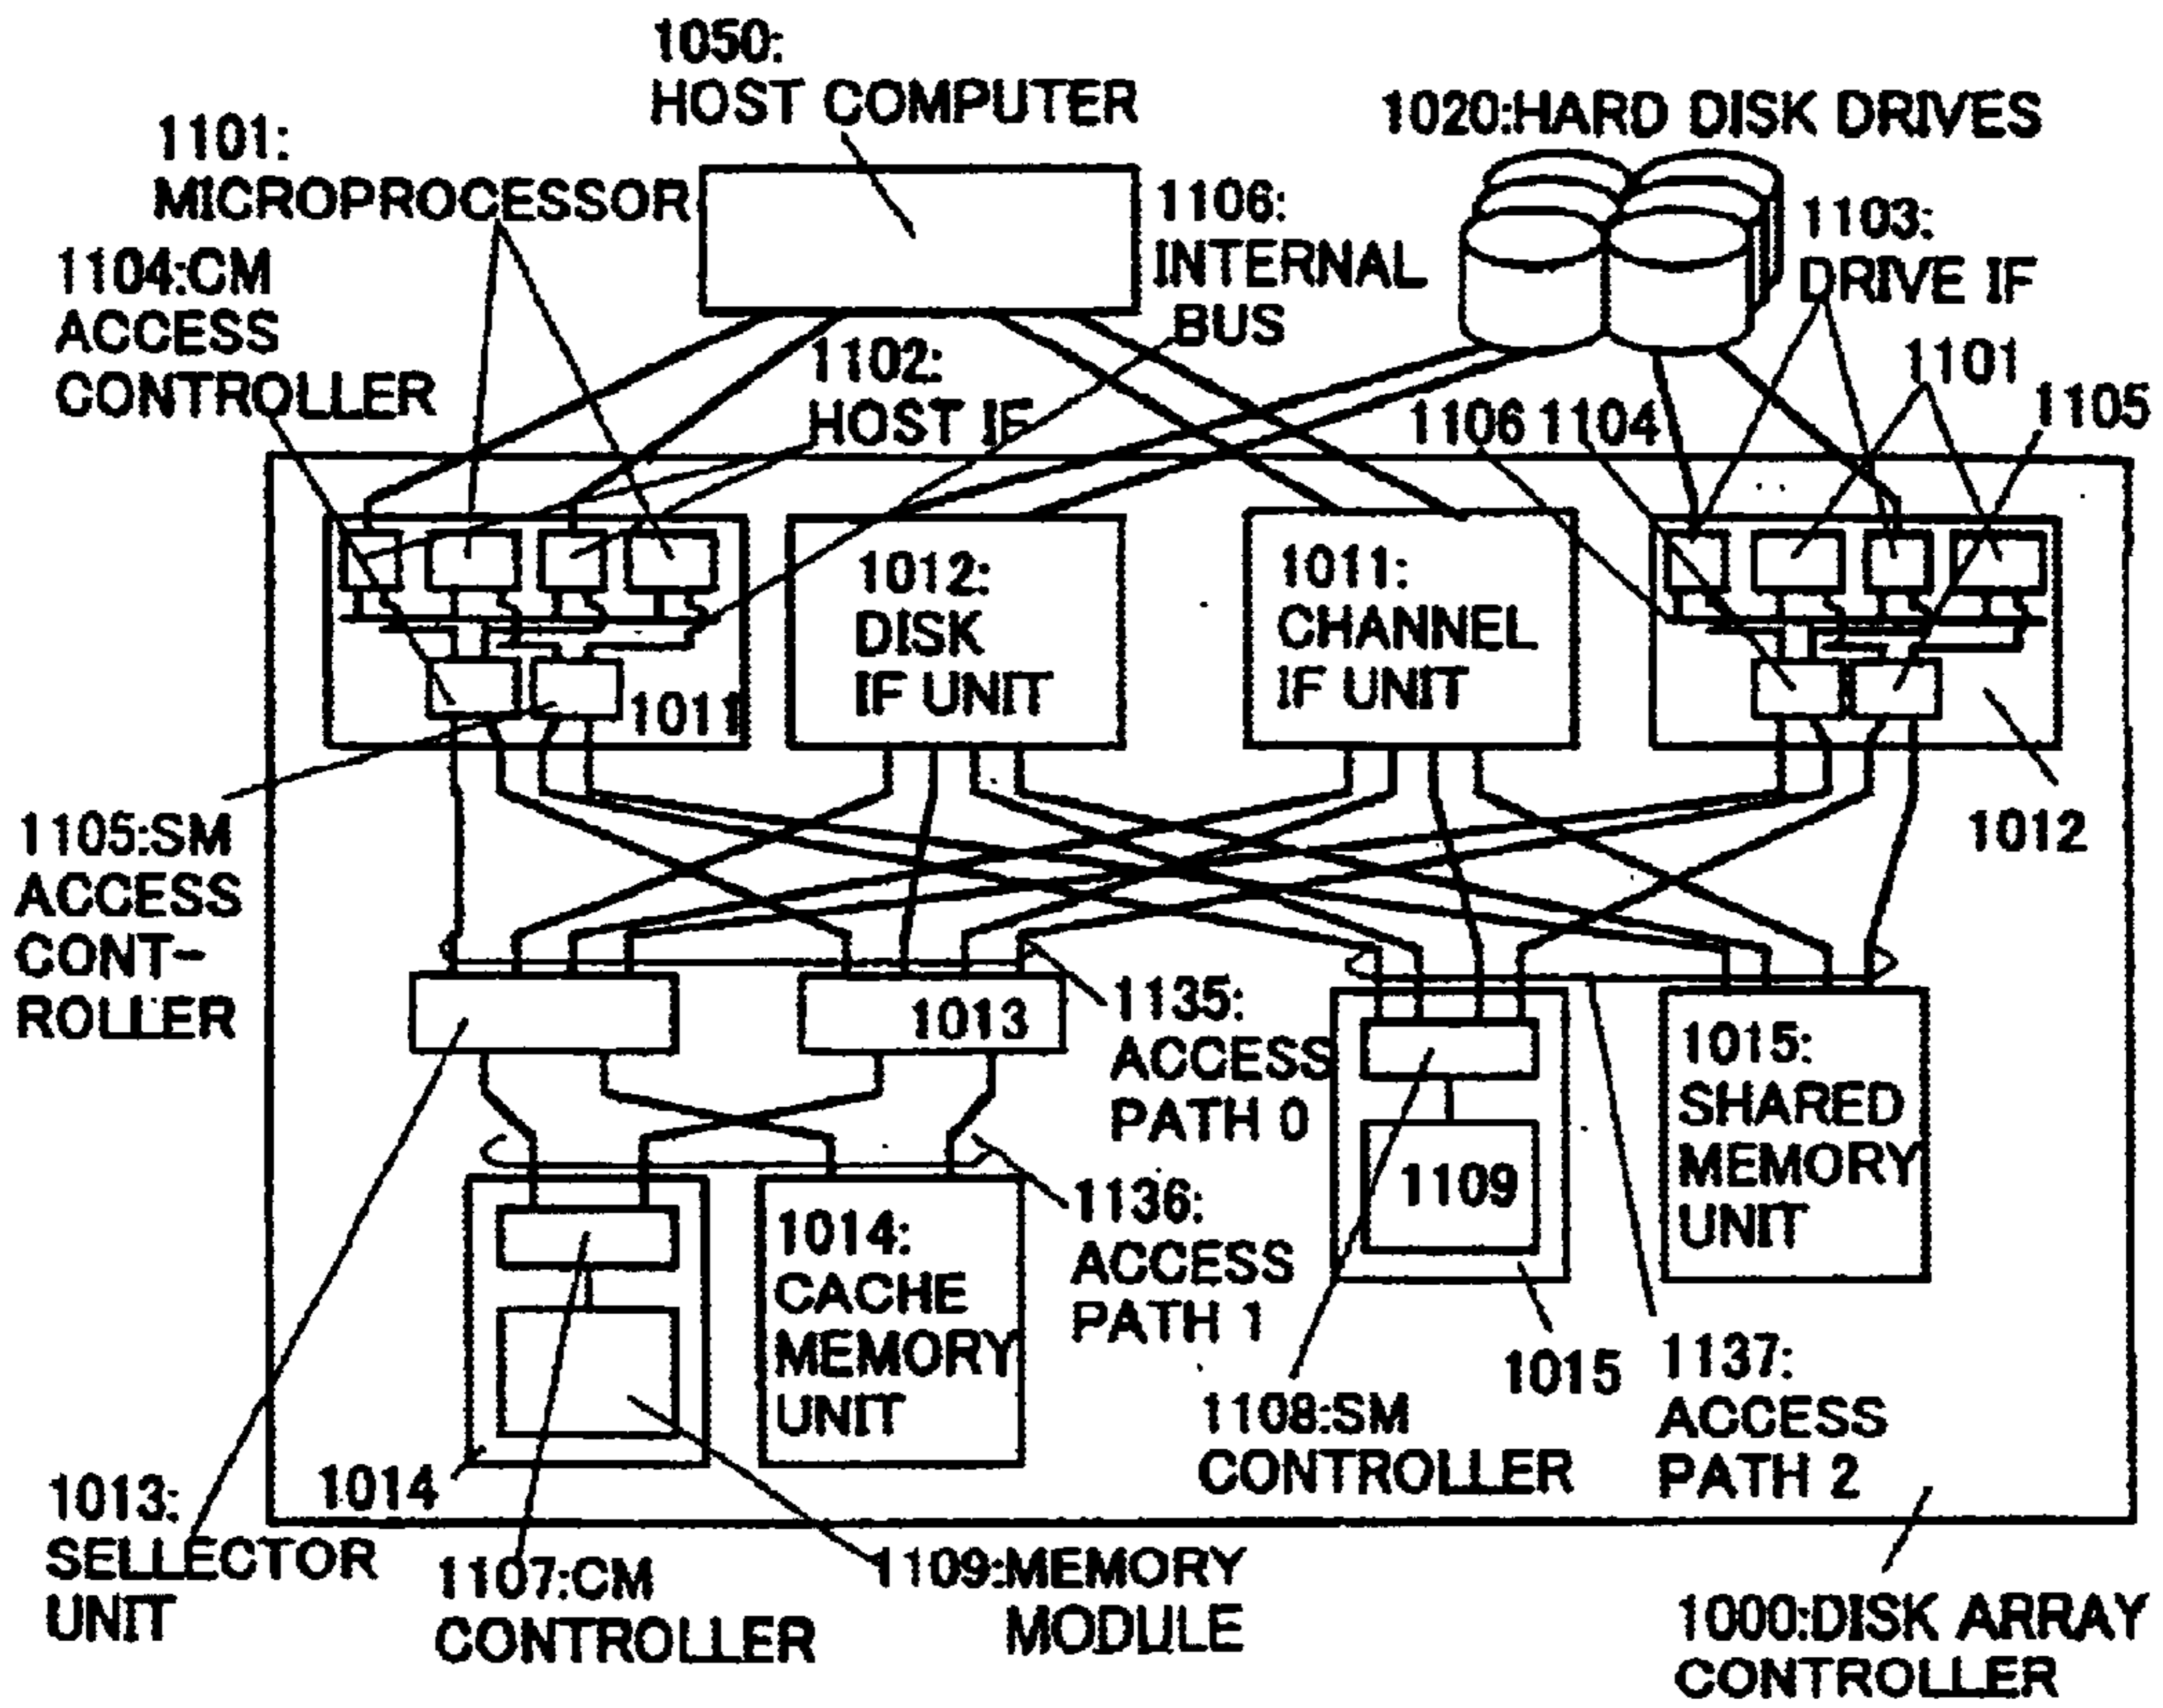 1050:
HOST COMPUTER
1020:HARD DISK DRIVES
1101:
MICROPROCESSOR
1106:
INTERNAL
BUS
1103:
DRIVE IF
1104:CM
ACCESS
CONTROLLER
1102:
HOST IF
1101
1106
1104
1105
1011
1012:
DISK
IF UNIT
1011:
CHANNEL
IF UNIT
1012
1105:SM
ACCESS
CONT-
ROLLER
1013
1135:
ACCESS
PATH 0
1015:
SHARED
MEMORY
UNIT
1109
1014:
CACHE
MEMORY
UNIT
1136:
ACCESS
PATH 1
1015
1137:
ACCESS
PATH 2
1108:SM
CONTROLLER
1014
1013:
SELLECTOR
UNIT
1107:CM
CONTROLLER
1109:MEMORY
MODULE
1000:DISK ARRAY
CONTROLLER